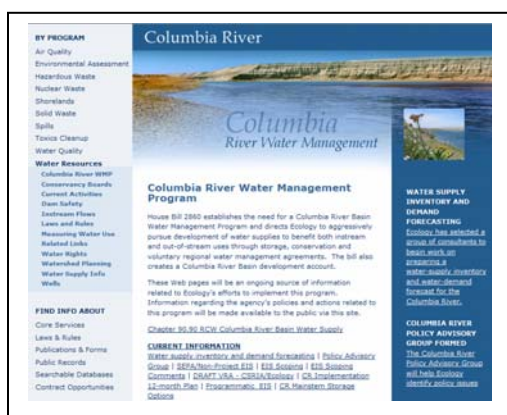 BY PROGRAM
Air Quality
Environmental Assessment
Hazardous Waste
Nuclear Waste
Shorelands
Solid Waste
Spills
Toxics Cleanup
Water Quality
Water Resources
Columbia River WMP
Conservancy Boards
Current Activities
Dam Safety
Instream Flows
Laws and Rules
Measuring Water Use
Related Links
Water Rights
Watershed Planning
Water Supply Info
Wells
FIND INFO ABOUT
Core Services
Laws & Rules
Publications & Forms
Public Records
Searchable Databases
Contract Opportunities
Columbia River
Columbia
River Water Management
Columbia River Water Management
Program
House Bill 2860 establishes the need for a Columbia River Basin
Water Management Program and directs Ecology to aggressively
pursue development of water supplies to benefit both instream
and out-of-stream uses through storage, conservation and
voluntary regional water management agreements. The bill also
creates a Columbia River Basin development account.
These Web pages will be an ongoing source of information
related to Ecology's efforts to implement this program.
Information regarding the agency's policies and actions related to
this program will be made available to the public via this site.
Chapter 90.90 RCW Columbia River Basin Water Supply
CURRENT INFORMATION
Water supply inventory and demand forecasting | Policy Advisory
Group | SEPA/Non-Project EIS | EIS Scoping | EIS Scoping
Comments | DRAFT VRA - CSRIA/Ecology | CR Implementation
12-month Plan | Programmatic EIS | CR Mainstem Storage
Options
WATER SUPPLY
INVENTORY AND
DEMAND
FORECASTING
Ecology has selected a
group of consultants to
begin work on
preparing a
water-supply inventory
and water-demand
forecast for the
Columbia River.
COLUMBIA RIVER
POLICY ADVISORY
GROUP FORMED
The Columbia River
Policy Advisory Group
will help Ecology
identify policy issues